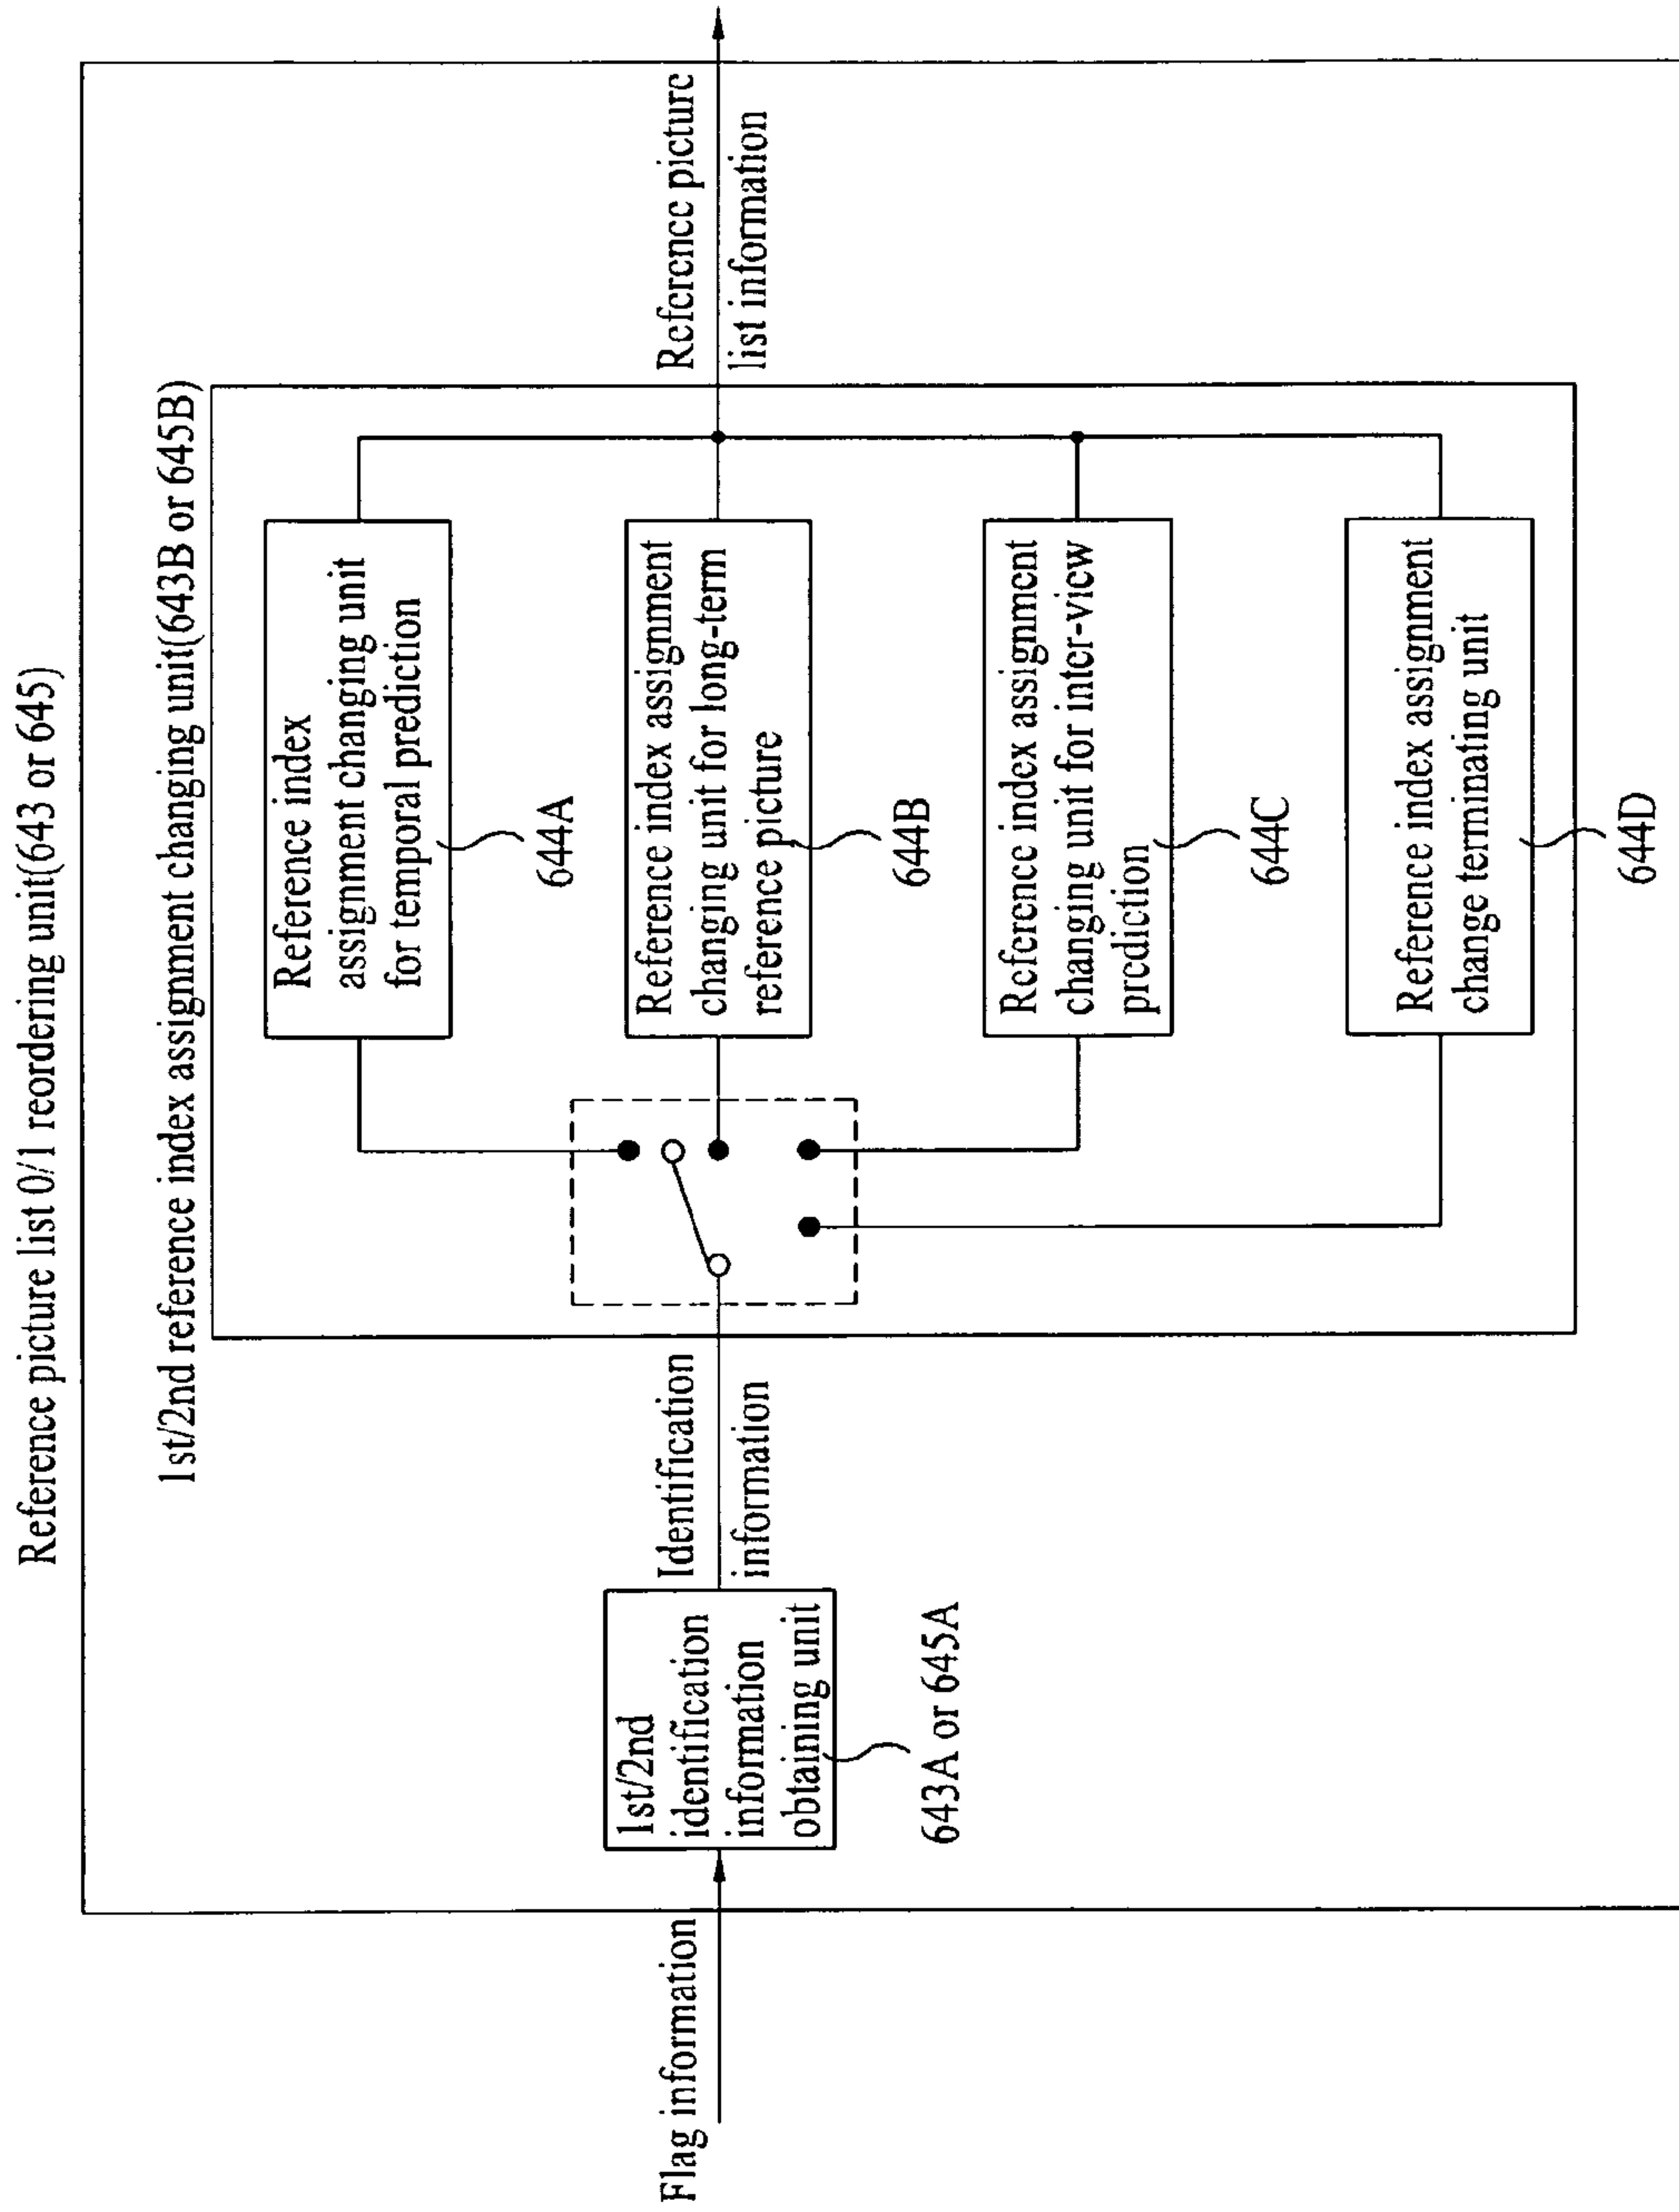 Reference picture list 0/1 reordering unit(643 or 645)
1st/2nd reference index assignment changing unit(643B or 645B)
Flag information
1st/2nd
identification
information
obtaining unit
643A or 645A
Identification
information
Reference index
assignment changing unit
for temporal prediction
644A
Reference index assignment
changing unit for long-term
reference picture
644B
Reference index assignment
changing unit for inter-view
prediction
644C
Reference index assignment
change terminating unit
644D
Reference picture
list information